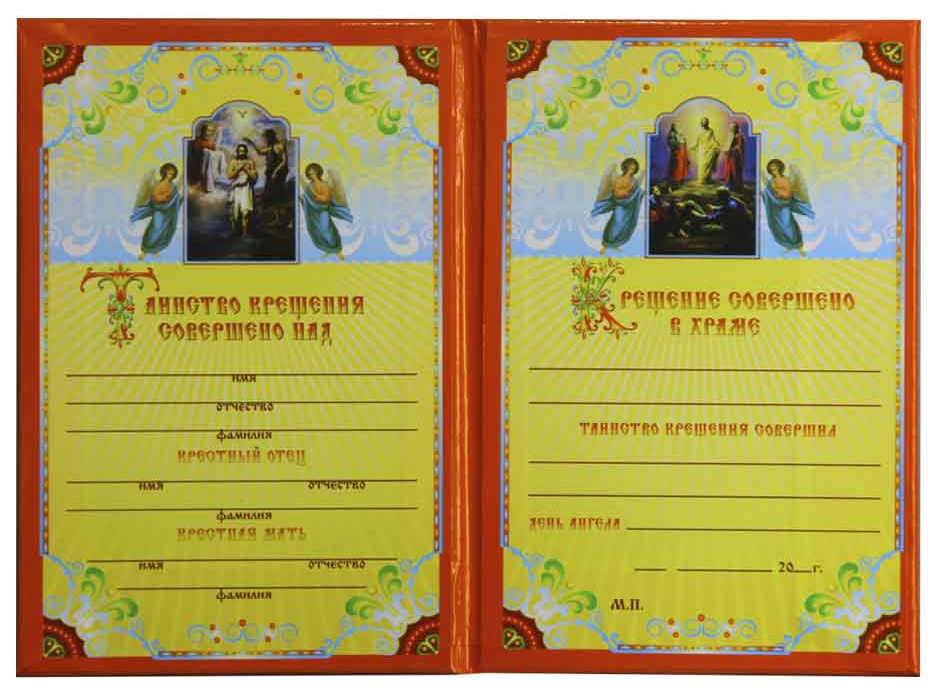 Таинство крещения
совершено над
имя
отчество
фамилия
крестный отец
имя отчество
фамилия
крестная мать
имя отчество
фамилия
Крещение совершено
в храме
таинство крещения совершил
день ангела
20__г.
М.П.